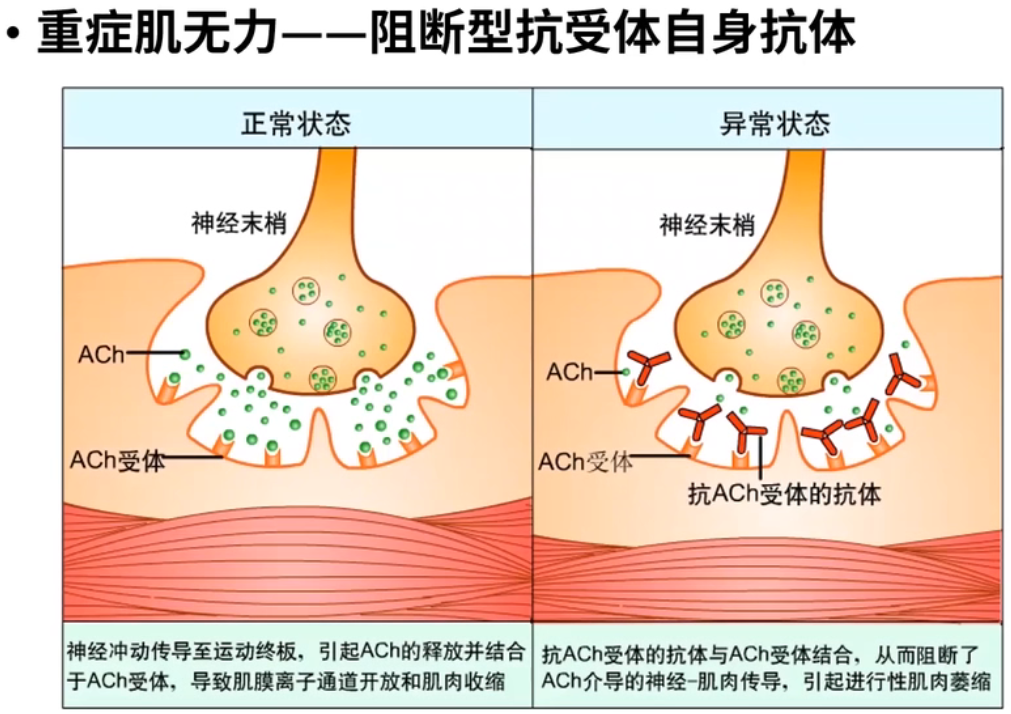 • 重症肌无力——阻断型抗受体自身抗体
正常状态
异常状态
神经末梢
神经末梢
ACh
ACh
ACh受体
ACh受体
抗ACh受体的抗体
神经冲动传导至运动终板，引起ACh的释放并结合
于ACh受体，导致肌膜离子通道开放和肌肉收缩
抗ACh受体的抗体与ACh受体结合，从而阻断了
ACh介导的神经-肌肉传导，引起进行性肌肉萎缩